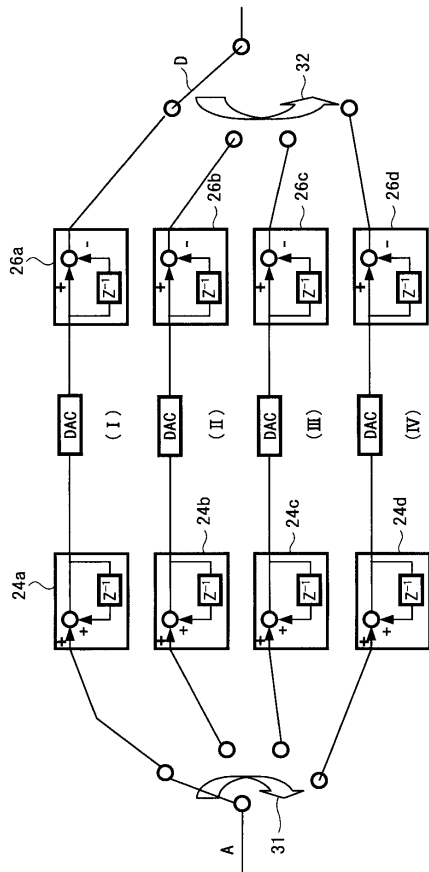 A
31
24a
+
+
Z⁻¹
DAC
(I)
26a
+
-
Z⁻¹
24b
+
+
Z⁻¹
DAC
(II)
26b
+
-
Z⁻¹
24c
+
+
Z⁻¹
DAC
(III)
26c
+
-
Z⁻¹
24d
+
+
Z⁻¹
DAC
(IV)
26d
+
-
Z⁻¹
D
32